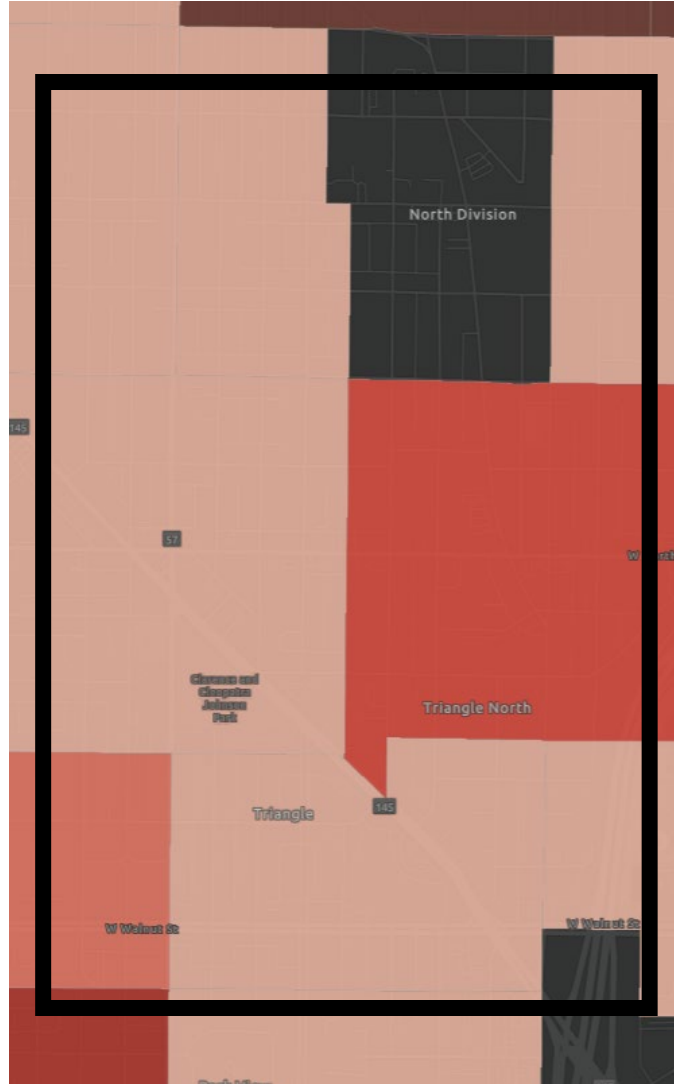 North Division
145
57
W
Clarence and
Cleopatra
Johnson
Park
Triangle North
145
Triangle
W Walnut St
W Walnut St